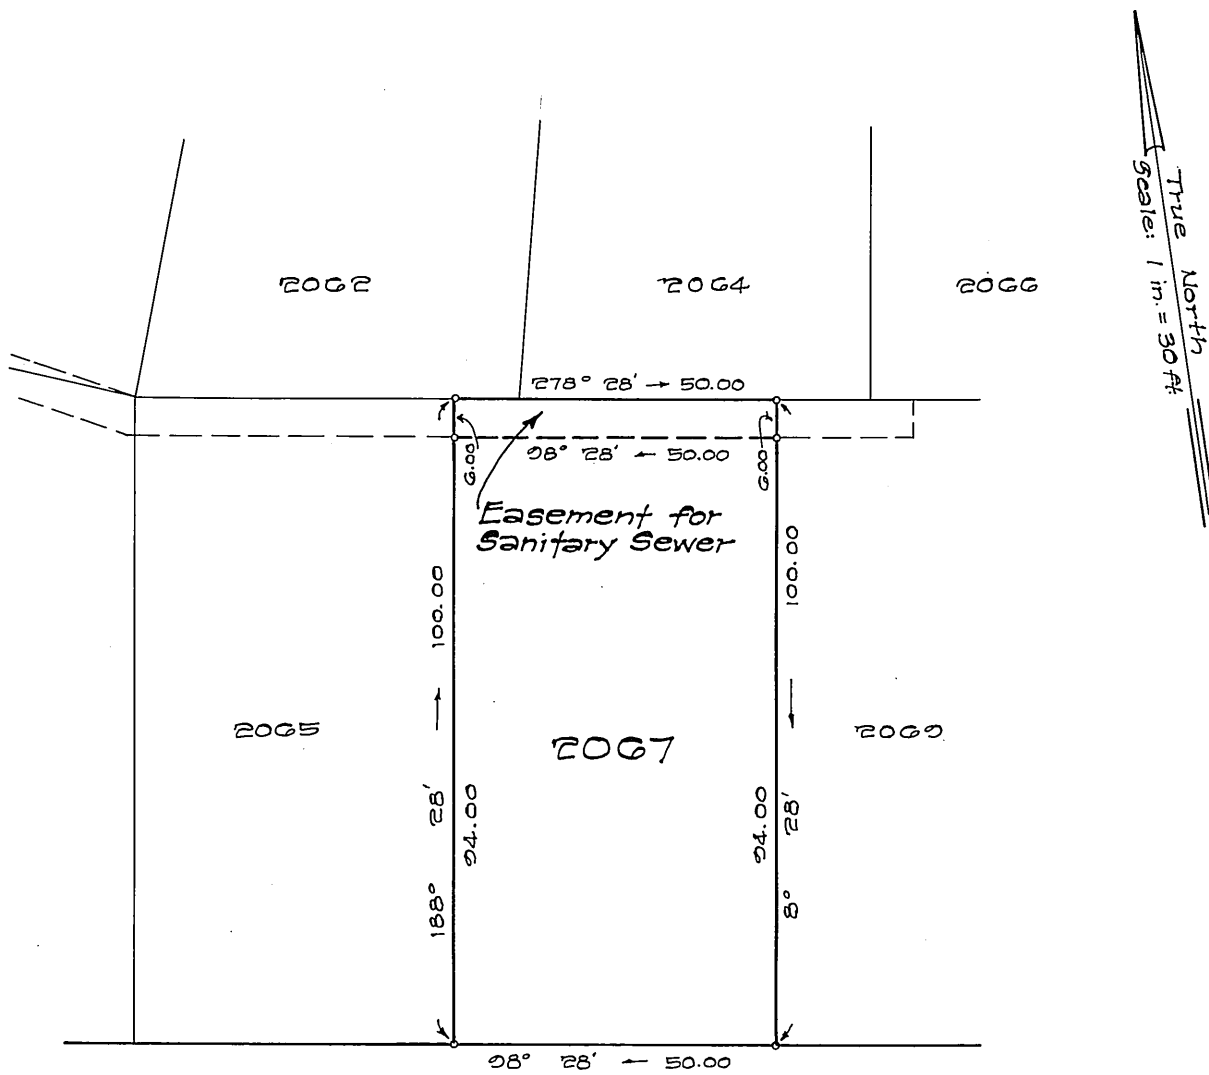 True North
Scale: 1 in. = 30 ft.
2062
2064
2066
278° 28' → 50.00
6.00
98° 28' ← 50.00
6.00
Easement for
Sanitary Sewer
100.00
100.00
2065
2067
2069
188° 28'
94.00
94.00
8° 28'
98° 28' ← 50.00